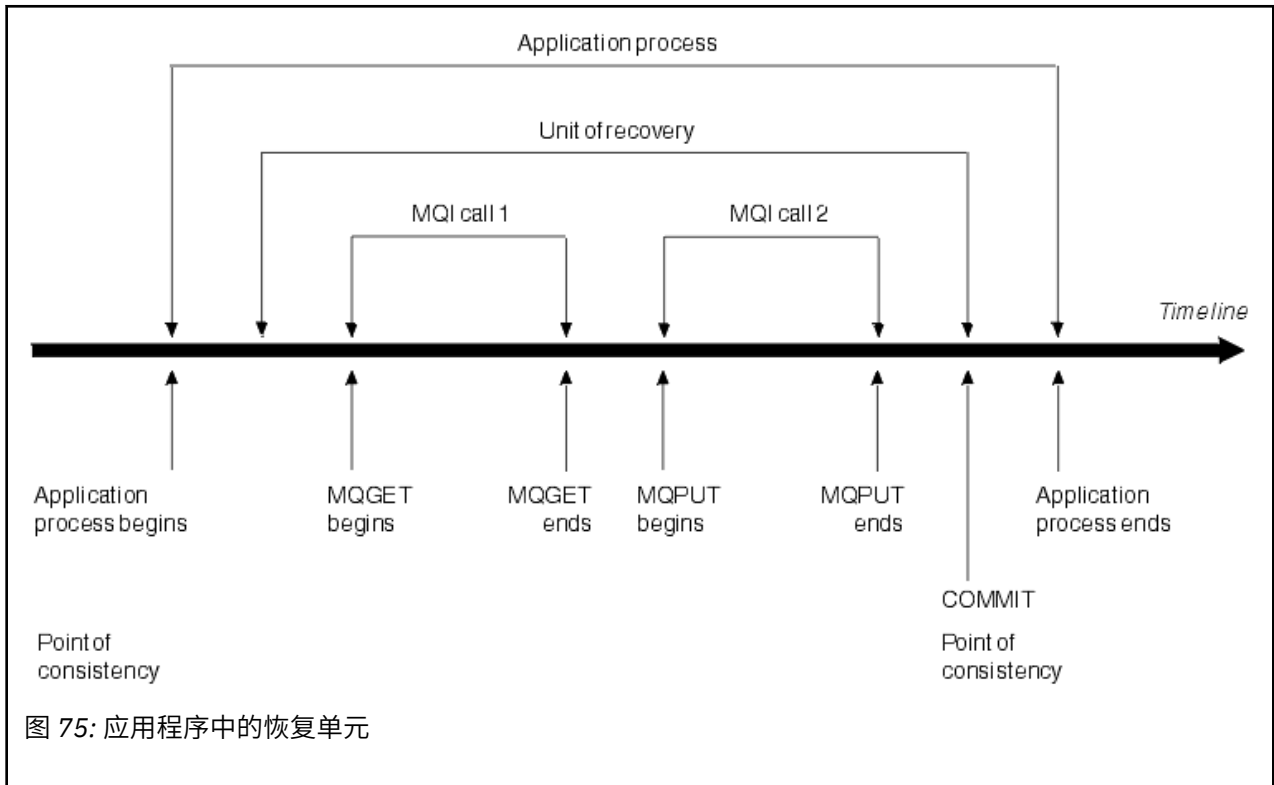 Application process
Unit of recovery
MQI call 1
MQI call 2
Timeline
Application
process begins
MQGET
begins
MQGET
ends
MQPUT
begins
MQPUT
ends
Application
process ends
COMMIT
Point of
consistency
Point of
consistency
图 75: 应用程序中的恢复单元